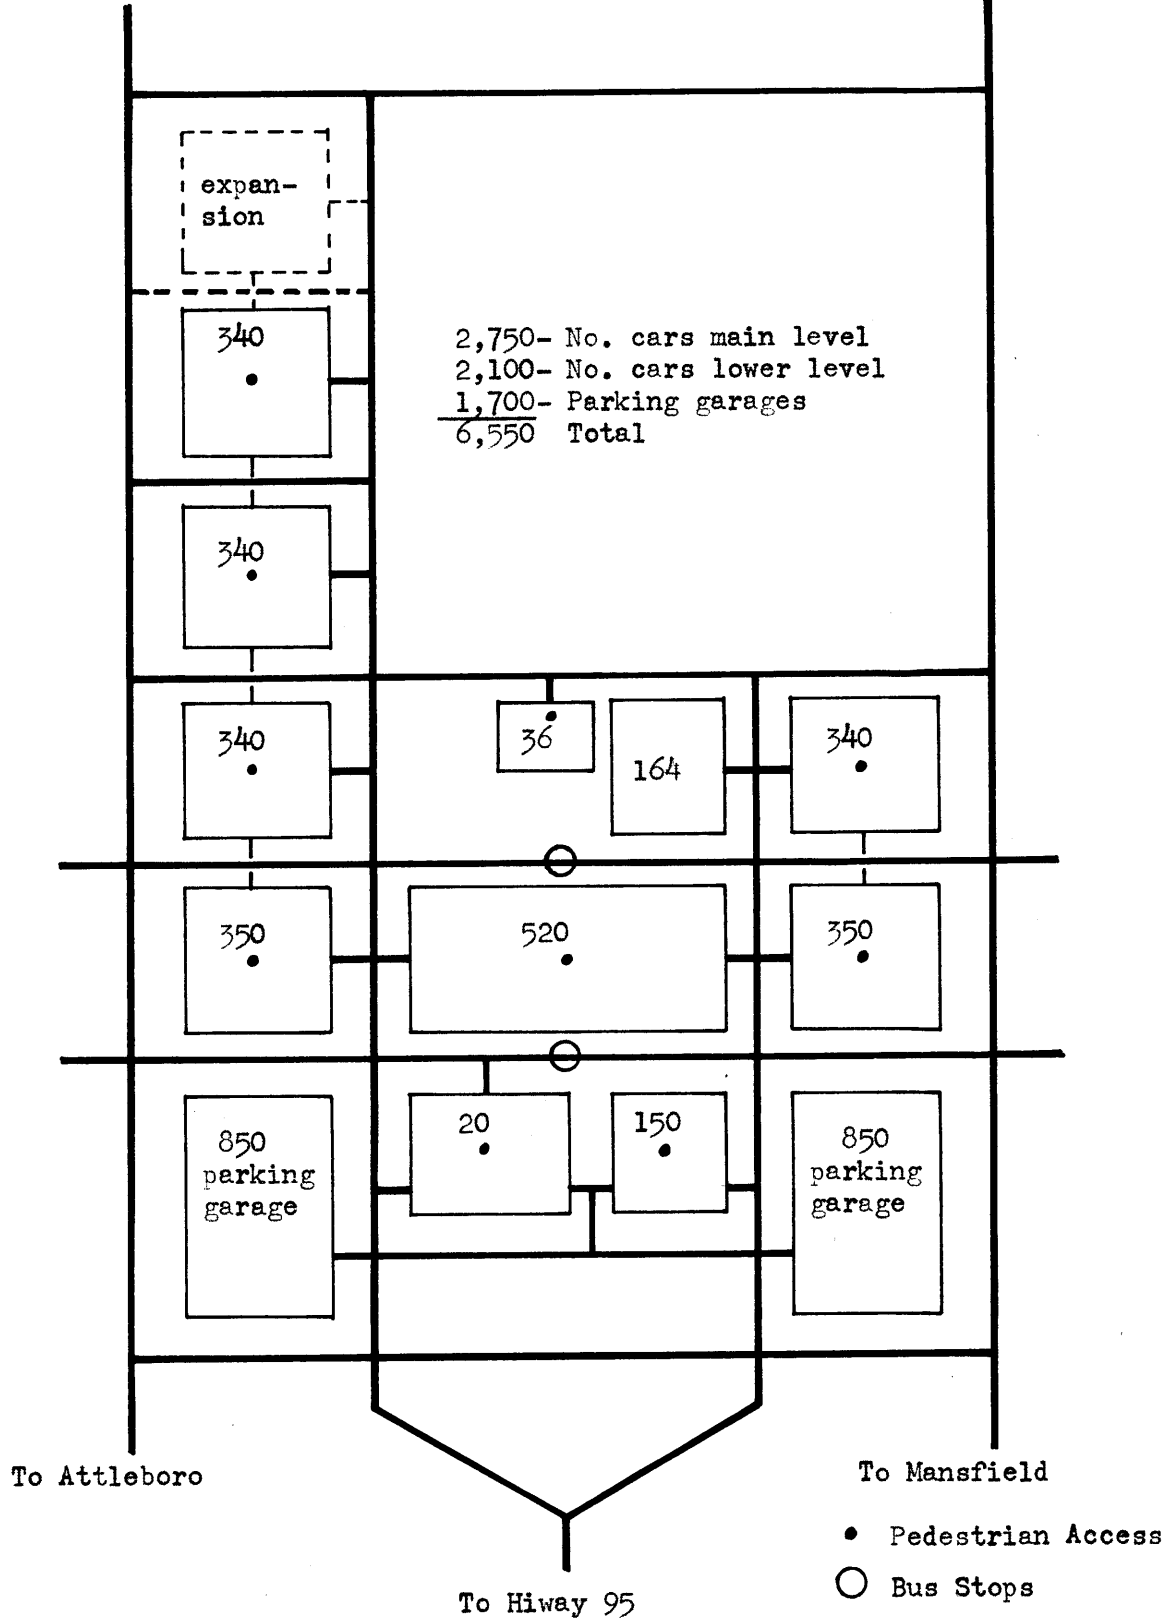 expan-
sion
340
2,750- No. cars main level
2,100- No. cars lower level
1,700- Parking garages
6,550 Total
340
340
36
164
340
350
520
350
850
parking
garage
20
150
850
parking
garage
To Attleboro
To Mansfield
Pedestrian Access
Bus Stops
To Hiway 95